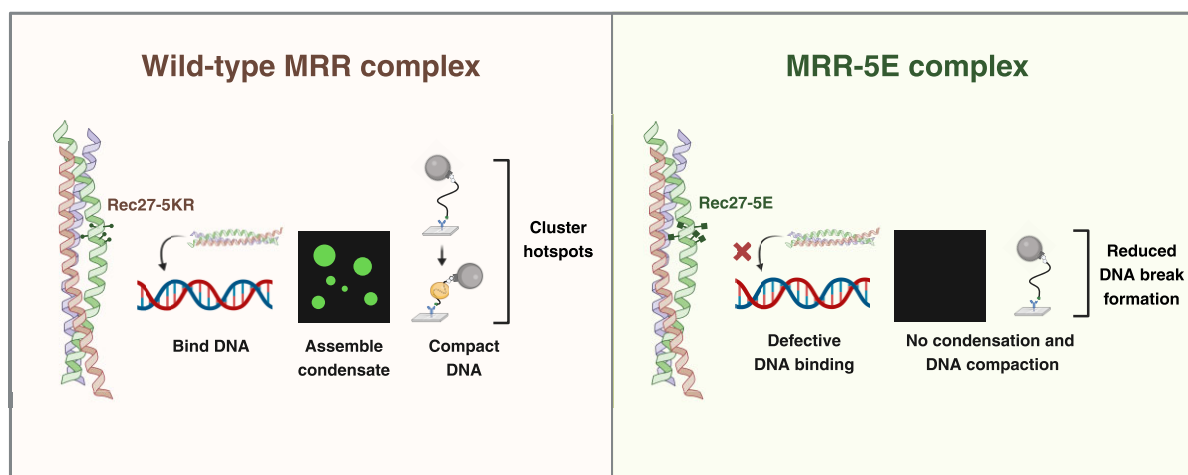 Wild-type MRR complex
Rec27-5KR
Bind DNA
Assemble
condensate
Compact
DNA
Cluster
hotspots
MRR-5E complex
Rec27-5E
Defective
DNA binding
No condensation and
DNA compaction
Reduced
DNA break
formation